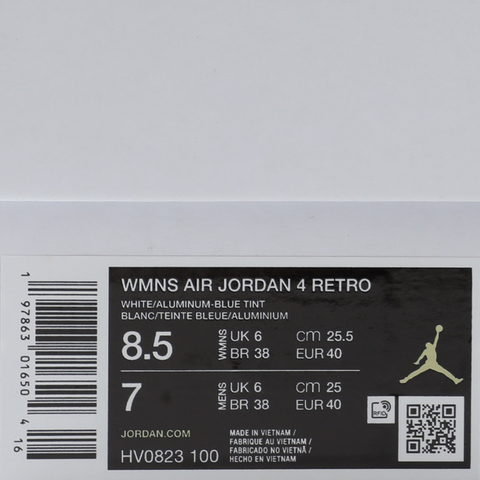 1 97863 01650 4 16
WMNS AIR JORDAN 4 RETRO
WHITE/ALUMINUM-BLUE TINT
BLANC/TEINTE BLEUE/ALUMINIUM
8.5 WMNS UK 6 cm 25.5
BR 38 EUR 40
7 MENS UK 6 cm 25
BR 38 EUR 40
JORDAN.COM
HV0823 100
MADE IN VIETNAM /
FABRIQUE AU VIETNAM /
FABRICADO NO VIETNÃ /
HECHO EN VIETNAM
RFID